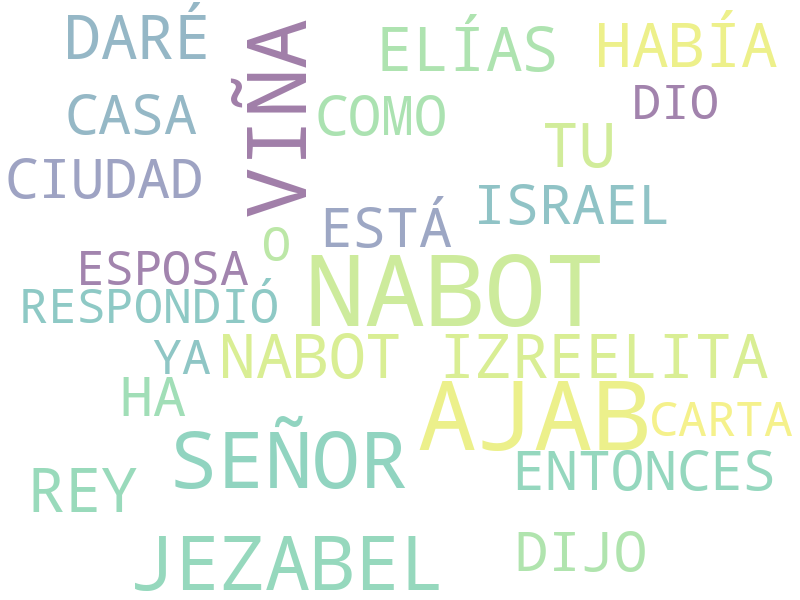 DARÉ
ELÍAS
HABÍA
VIÑA
CASA
COMO
DIO
TU
CIUDAD
ISRAEL
ESTÁ
O
ESPOSA
NABOT
RESPONDIÓ
YA
NABOT IZREELITA
HA
AJAB
CARTA
SEÑOR
ENTONCES
REY
JEZABEL
DIJO